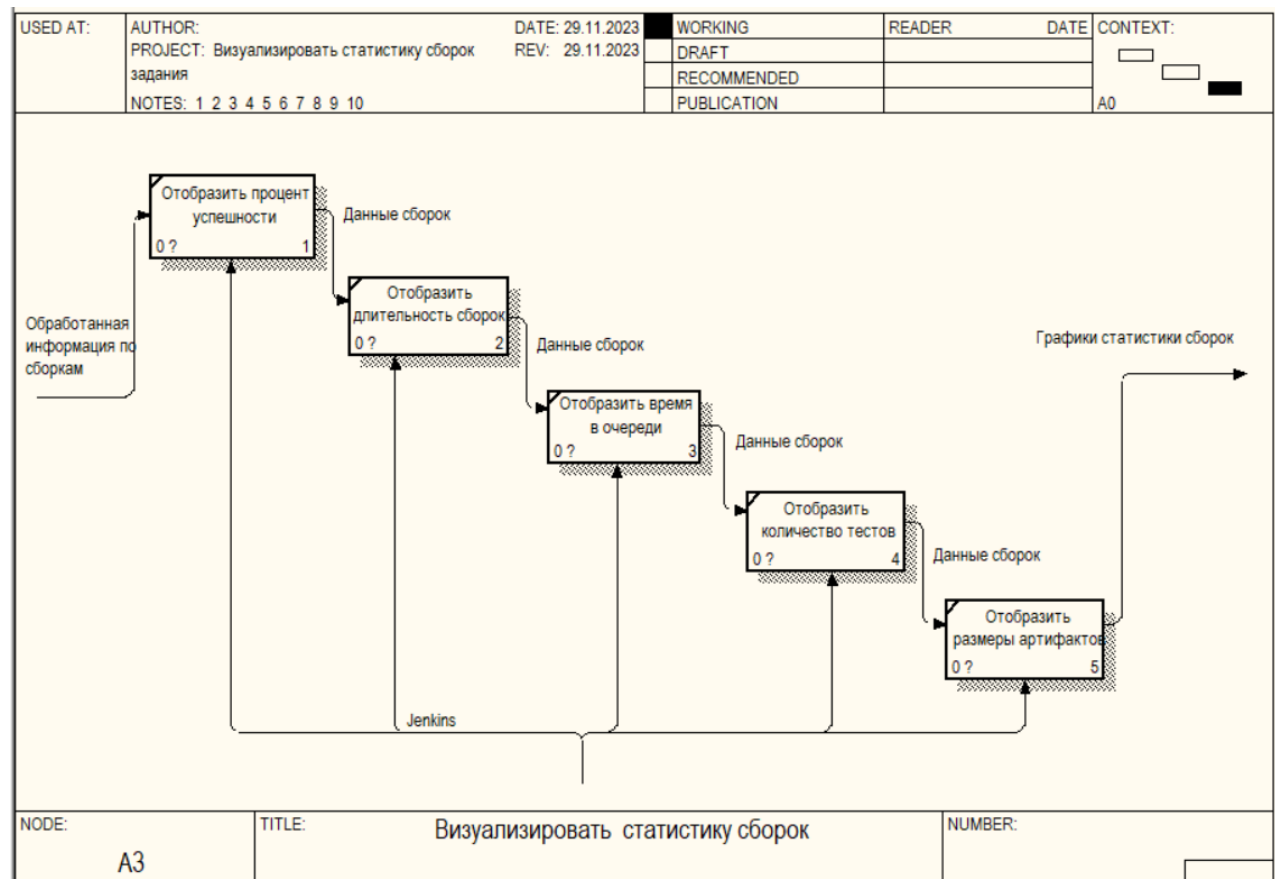 USED AT:
AUTHOR:
DATE: 29.11.2023
PROJECT: Визуализировать статистику сборок
REV: 29.11.2023
задания
NOTES: 1 2 3 4 5 6 7 8 9 10
WORKING
DRAFT
RECOMMENDED
PUBLICATION
READER
DATE
CONTEXT:
A0
Отобразить процент
успешности
0 ?
1
Данные сборок
Отобразить
длительность сборок
0 ?
2
Данные сборок
Обработанная
информация по
сборкам
Графики статистики сборок
Отобразить время
в очереди
0 ?
3
Данные сборок
Отобразить
количество тестов
0 ?
4
Данные сборок
Отобразить
размеры артифактов
0 ?
5
Jenkins
NODE:
A3
TITLE:
Визуализировать статистику сборок
NUMBER: